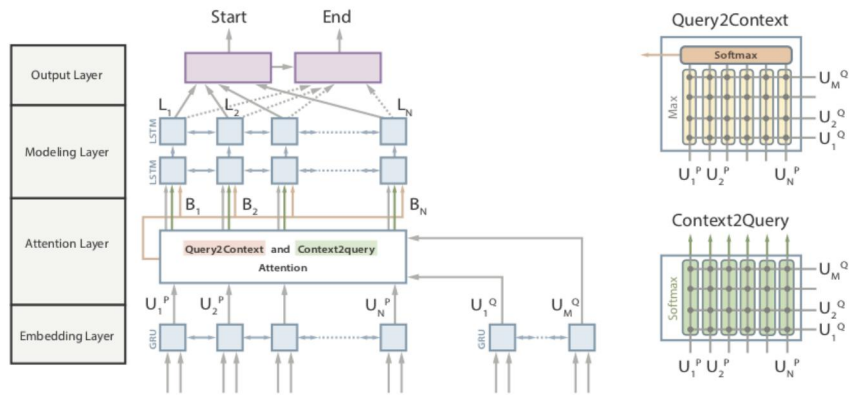 Start End
Output Layer
L1 L2 LN
LSTM
Modeling Layer
LSTM
B1 B2 BN
Attention Layer
Query2Context and Context2query
Attention
U1P U2P UNP U1Q UMQ
Embedding Layer
GRU GRU
Query2Context
Softmax
Max
UMQ
U2Q
U1Q
U1P U2P UNP
Context2Query
Softmax
UMQ
U2Q
U1Q
U1P U2P UNP